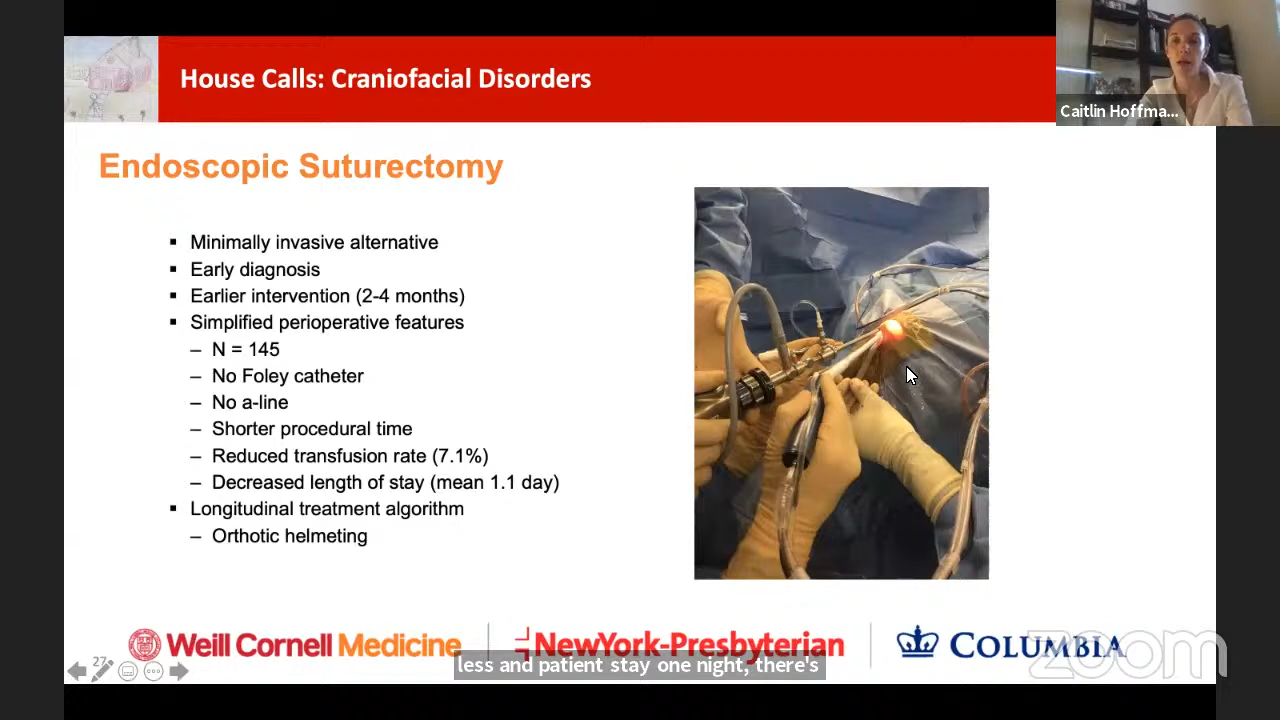 House Calls: Craniofacial Disorders
Caitlin Hoffma...
Endoscopic Suturectomy
▪ Minimally invasive alternative
▪ Early diagnosis
▪ Earlier intervention (2-4 months)
▪ Simplified perioperative features
– N = 145
– No Foley catheter
– No a-line
– Shorter procedural time
– Reduced transfusion rate (7.1%)
– Decreased length of stay (mean 1.1 day)
▪ Longitudinal treatment algorithm
– Orthotic helmeting
Weill Cornell Medicine
NewYork-Presbyterian
COLUMBIA
zoom
27
less and patient stay one night, there's